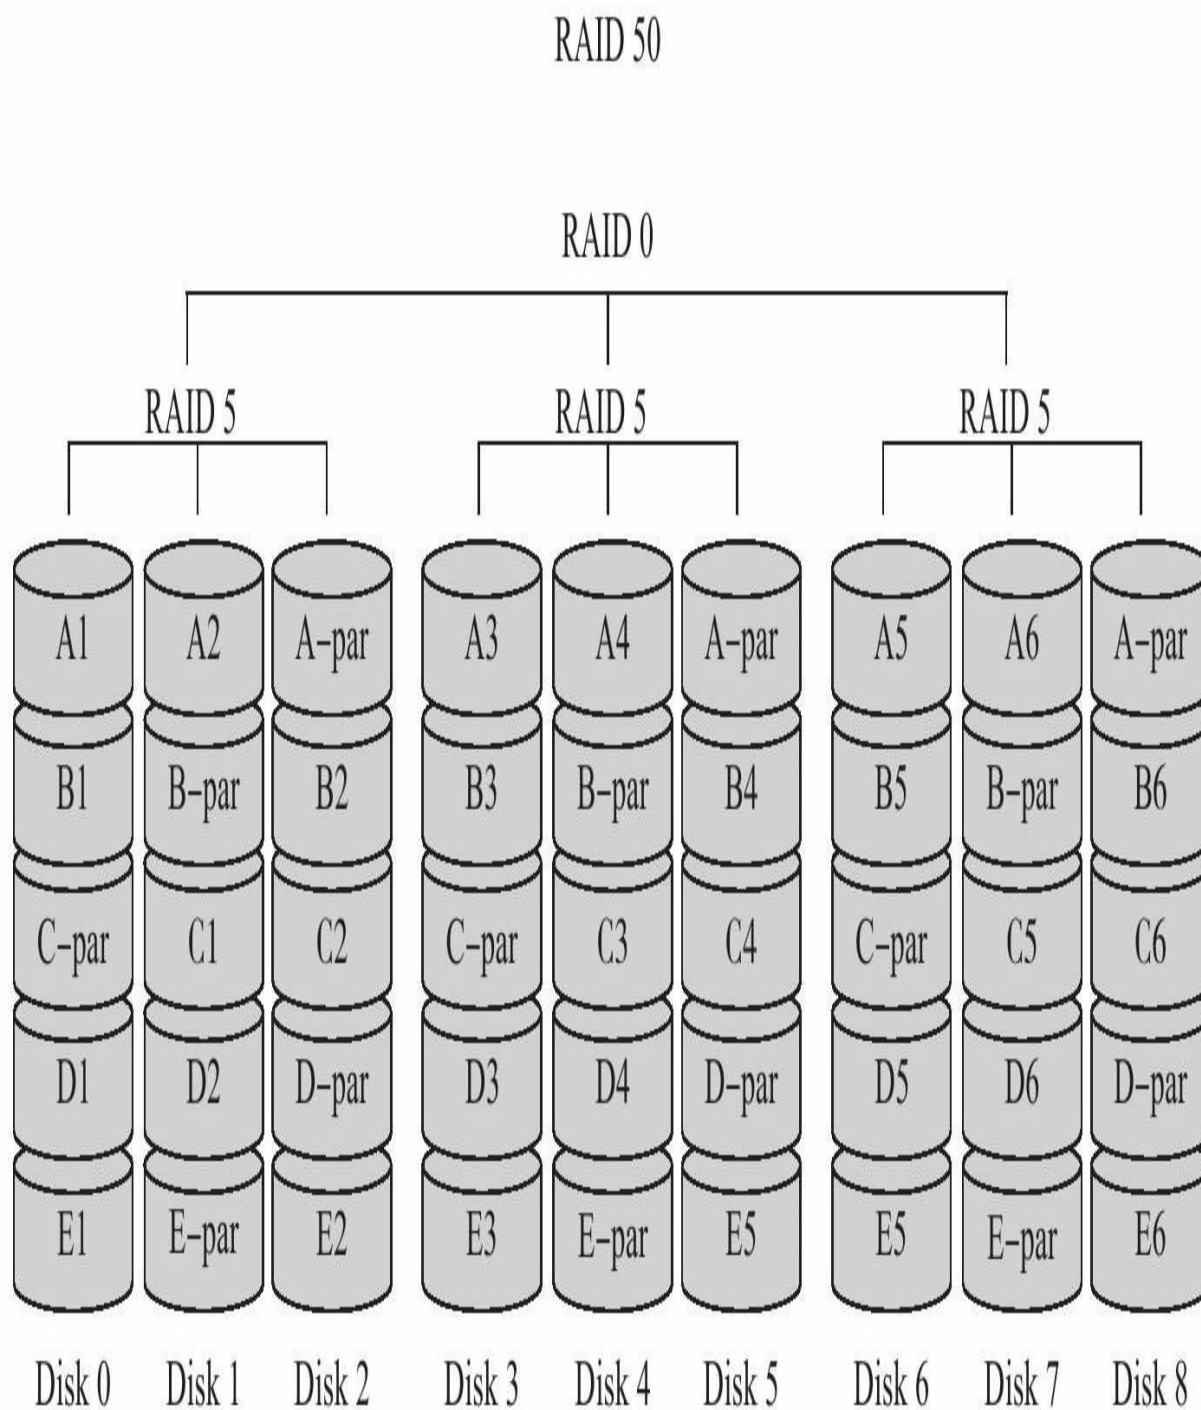 RAID 50
RAID 0
RAID 5 RAID 5 RAID 5
A1 A2 A–par A3 A4 A–par A5 A6 A–par
B1 B–par B2 B3 B–par B4 B5 B–par B6
C–par C1 C2 C–par C3 C4 C–par C5 C6
D1 D2 D–par D3 D4 D–par D5 D6 D–par
E1 E–par E2 E3 E–par E5 E5 E–par E6
Disk 0 Disk 1 Disk 2 Disk 3 Disk 4 Disk 5 Disk 6 Disk 7 Disk 8